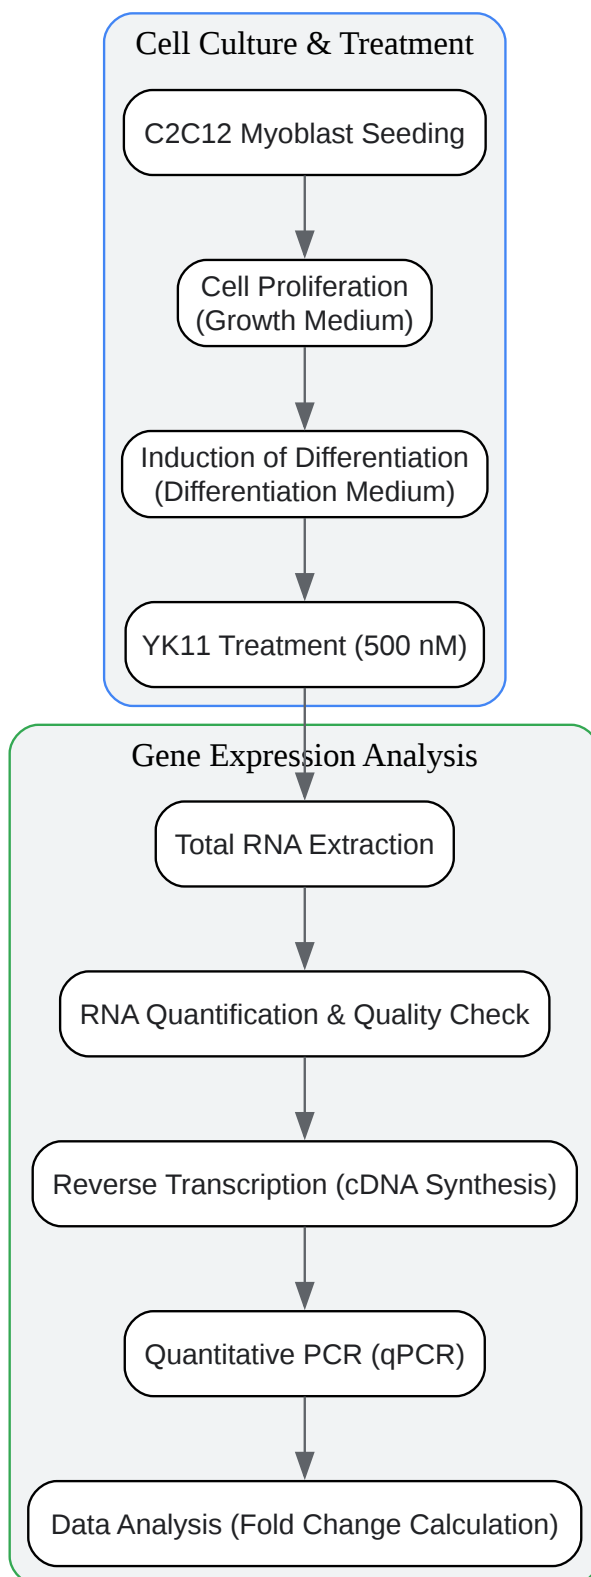 Cell Culture & Treatment
C2C12 Myoblast Seeding
Cell Proliferation
(Growth Medium)
Induction of Differentiation
(Differentiation Medium)
YK11 Treatment (500 nM)
Gene Expression Analysis
Total RNA Extraction
RNA Quantification & Quality Check
Reverse Transcription (cDNA Synthesis)
Quantitative PCR (qPCR)
Data Analysis (Fold Change Calculation)